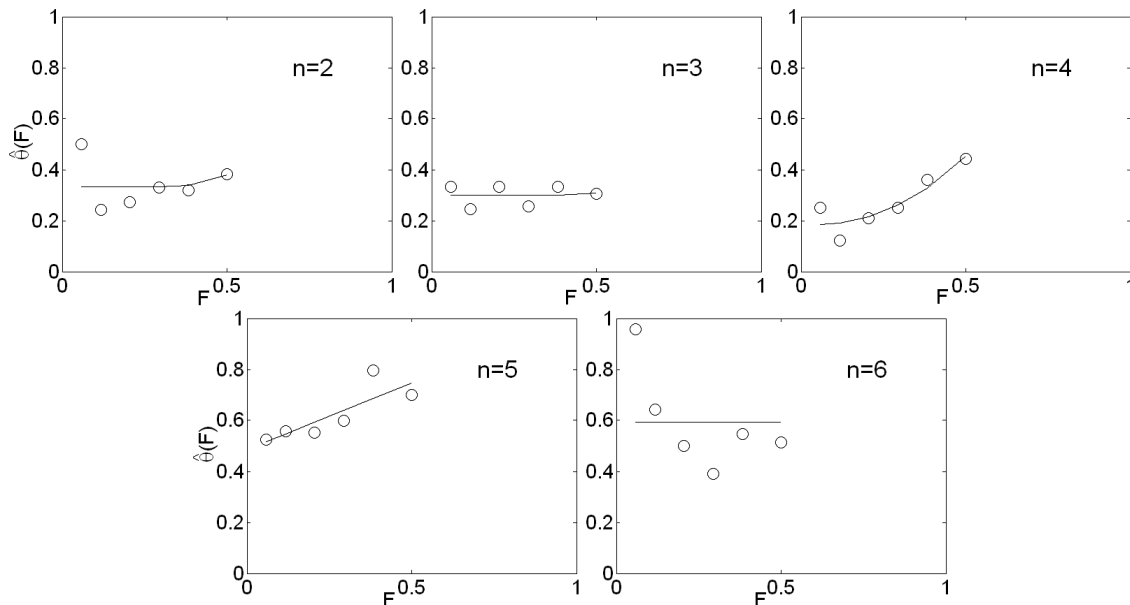 1 1 1
n=2 n=3 n=4
0.8 0.8 0.8
0.6 0.6 0.6
θ̂(F)
0.4 0.4 0.4
0.2 0.2 0.2
0 0 0
0 0.5 1 0 0.5 1 0 0.5 1
F F F
1 1
n=5 n=6
0.8 0.8
0.6 0.6
θ̂(F)
0.4 0.4
0.2 0.2
0 0
0 0.5 1 0 0.5 1
F F